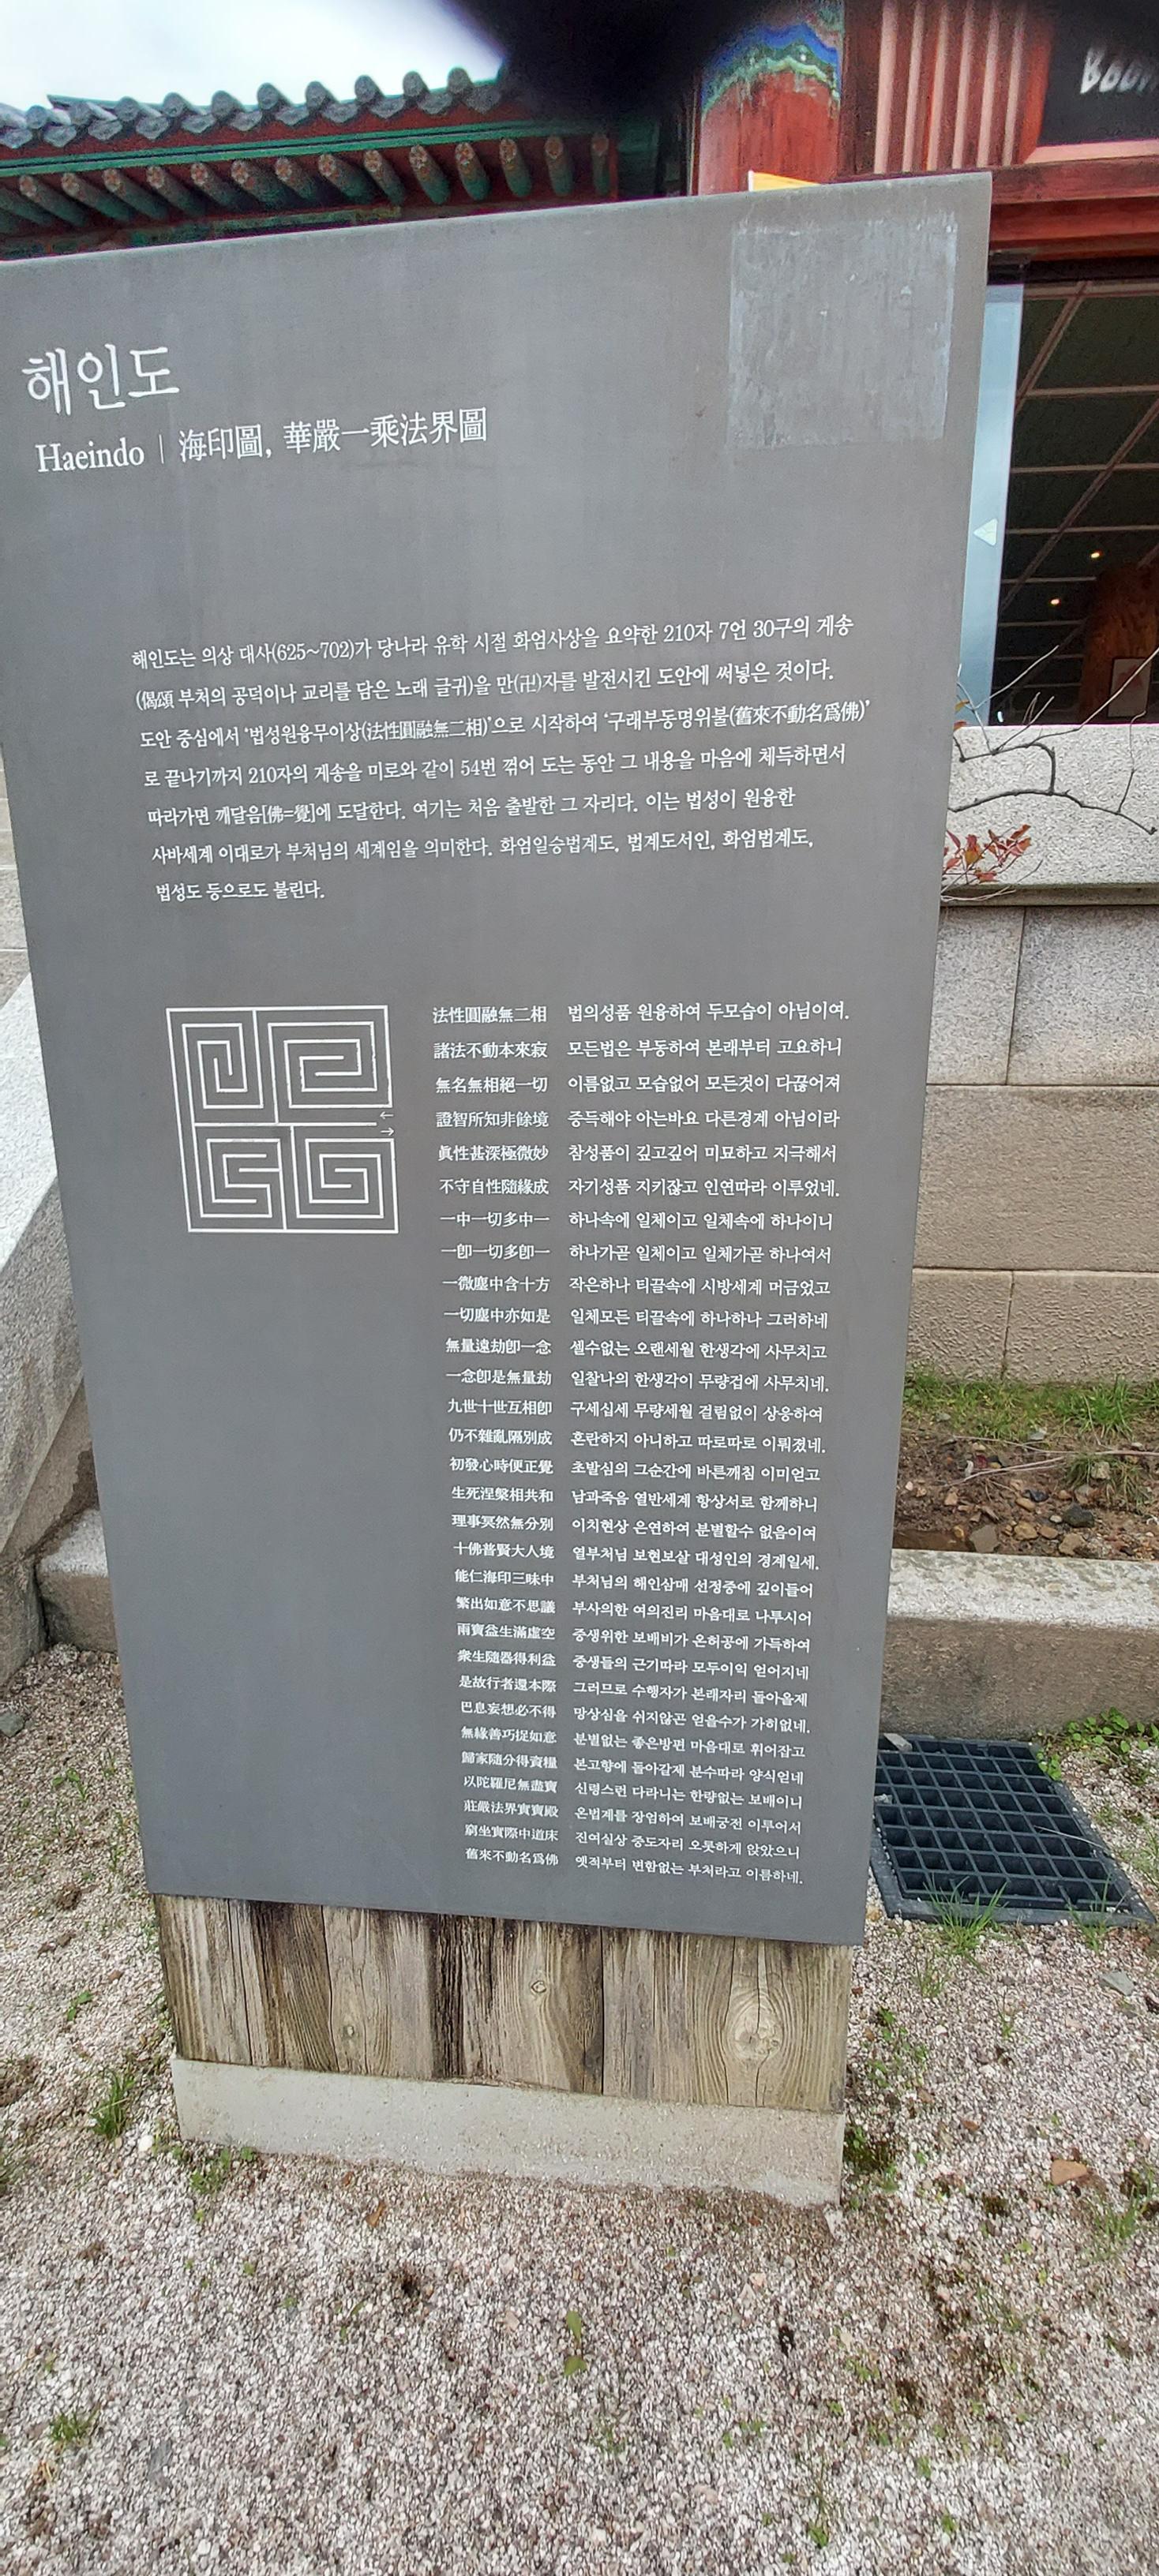 해인도
Haeindo | 海印圖, 華嚴一乘法界圖
해인도는 의상 대사(625~702)가 당나라 유학 시절 화엄사상을 요약한 210자 7언 30구의 게송
(偈頌 부처의 공덕이나 교리를 담은 노래 글귀)을 만(卍)자를 발전시킨 도안에 써넣은 것이다.
도안 중심에서 ‘법성원융무이상(法性圓融無二相)’으로 시작하여 ‘구래부동명위불(舊來不動名爲佛)’
로 끝나기까지 210자의 게송을 미로와 같이 54번 꺾어 도는 동안 그 내용을 마음에 체득하면서
따라가면 깨달음[佛=覺]에 도달한다. 여기는 처음 출발한 그 자리다. 이는 법성이 원융한
사바세계 이대로가 부처님의 세계임을 의미한다. 화엄일승법계도, 법계도서인, 화엄법계도,
법성도 등으로도 불린다.
法性圓融無二相 법의성품 원융하여 두모습이 아님이여.
諸法不動本來寂 모든법은 부동하여 본래부터 고요하니
無名無相絕一切 이름없고 모습없어 모든것이 다끊어져
證智所知非餘境 증득해야 아는바요 다른경계 아님이라
眞性甚深極微妙 참성품이 깊고깊어 미묘하고 지극해서
不守自性隨緣成 자기성품 지키잖고 인연따라 이루었네.
一中一切多中一 하나속에 일체이고 일체속에 하나이니
一卽一切多卽一 하나가곧 일체이고 일체가곧 하나여서
一微塵中含十方 작은하나 티끌속에 시방세계 머금었고
一切塵中亦如是 일체모든 티끌속에 하나하나 그러하네
無量遠劫卽一念 셀수없는 오랜세월 한생각에 사무치고
一念卽是無量劫 일찰나의 한생각이 무량겁에 사무치네.
九世十世互相卽 구세십세 무량세월 걸림없이 상응하여
仍不雜亂隔別成 혼란하지 아니하고 따로따로 이뤄졌네.
初發心時便正覺 초발심의 그순간에 바른깨침 이미얻고
生死涅槃相共和 남과죽음 열반세계 항상서로 함께하니
理事冥然無分別 이치현상 은연하여 분별할수 없음이여
十佛普賢大人境 열부처님 보현보살 대성인의 경계일세.
能仁海印三昧中 부처님의 해인삼매 선정중에 깊이들어
繁出如意不思議 부사의한 여의진리 마음대로 나투시어
雨寶益生滿虛空 중생위한 보배비가 온허공에 가득하여
衆生隨器得利益 중생들의 근기따라 모두이익 얻어지네
是故行者還本際 그러므로 수행자가 본래자리 돌아올제
巴息妄想必不得 망상심을 쉬지않곤 얻을수가 가히없네.
無緣善巧捉如意 분별없는 좋은방편 마음대로 휘어잡고
歸家隨分得資糧 본고향에 돌아갈제 분수따라 양식얻네
以陀羅尼無盡寶 신령스런 다라니는 한량없는 보배이니
莊嚴法界實寶殿 온법계를 장엄하여 보배궁전 이루어서
窮坐實際中道床 진여실상 중도자리 오롯하게 앉았으니
舊來不動名爲佛 옛적부터 변함없는 부처라고 이름하네.